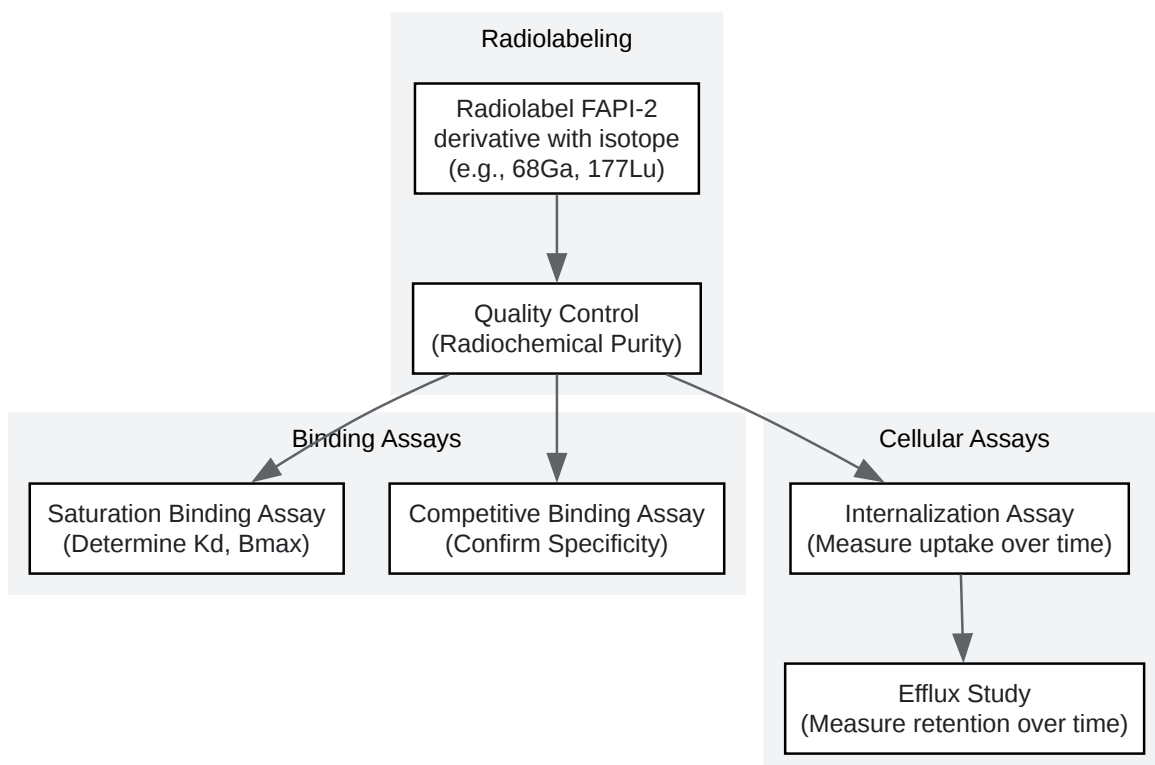 Radiolabeling
Radiolabel FAPI-2
derivative with isotope
(e.g., 68Ga, 177Lu)
Quality Control
(Radiochemical Purity)
Binding Assays
Saturation Binding Assay
(Determine Kd, Bmax)
Competitive Binding Assay
(Confirm Specificity)
Cellular Assays
Internalization Assay
(Measure uptake over time)
Efflux Study
(Measure retention over time)